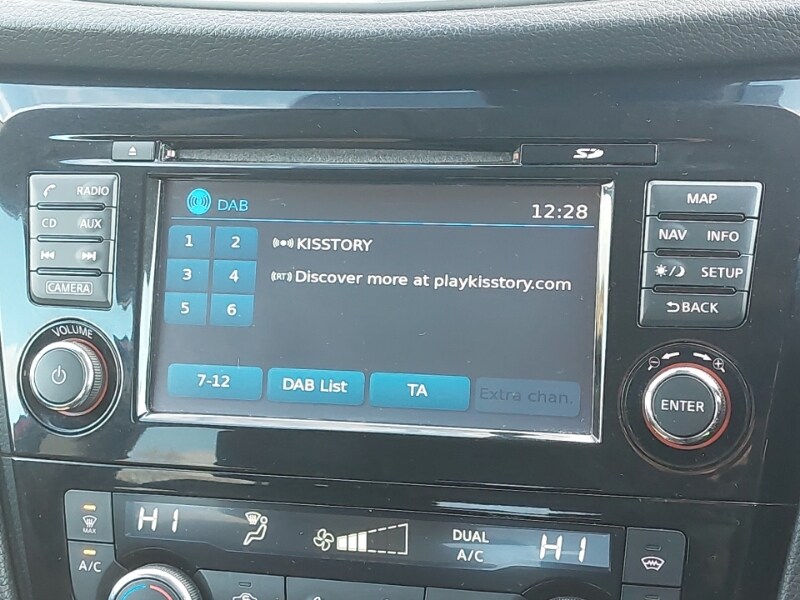 SD
RADIO
CD AUX
CAMERA
VOLUME
DAB
12:28
1 2
3 4
5 6
KISSTORY
(RT) Discover more at playkisstory.com
7-12
DAB List
TA
Extra chan.
MAP
NAV INFO
SETUP
BACK
ENTER
MAX
A/C
HI
DUAL
A/C
HI